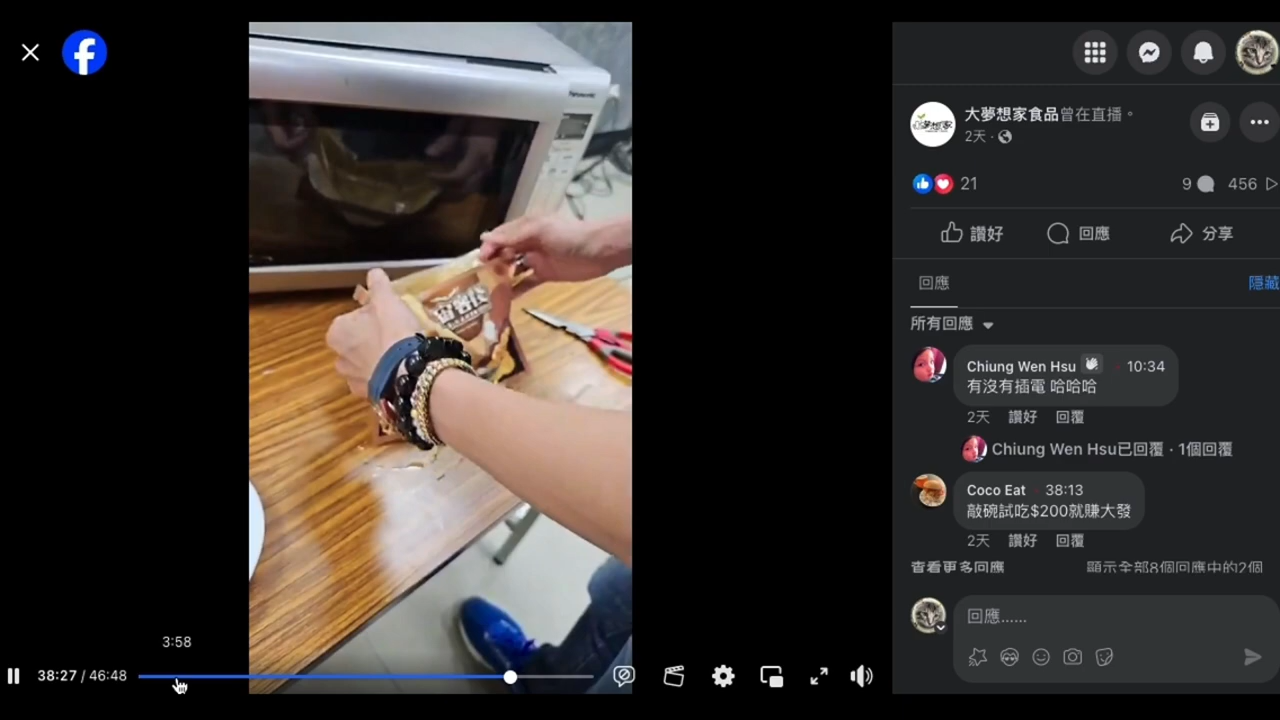 大夢想家食品曾在直播。
2天
21
9
456
讚好
回應
分享
回應
隱藏
所有回應
Chiung Wen Hsu 10:34
有沒有插電 哈哈哈
2天 讚好 回覆
Chiung Wen Hsu已回覆 · 1個回覆
Coco Eat 38:13
敲碗試吃$200就賺大發
2天 讚好 回覆
查看更多回應
顯示全部8個回應中的2個
回應......
3:58
38:27 / 46:48
Panasonic